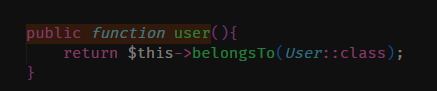 public function user(){
return $this->belongsTo(User::class);
}